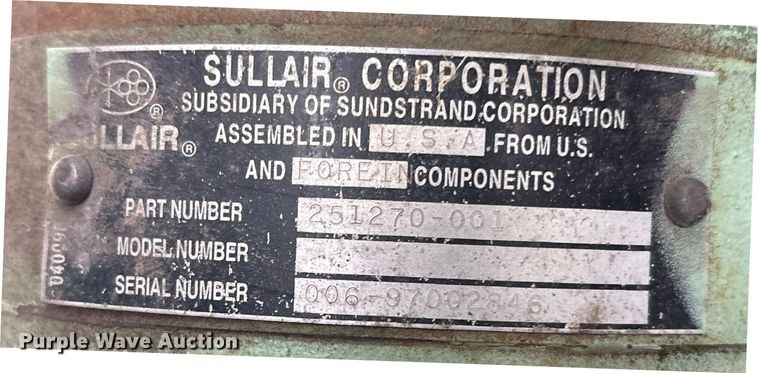 SULLAIR® CORPORATION
SUBSIDIARY OF SUNDSTRAND CORPORATION
®
SULLAIR®
ASSEMBLED IN U.S.A. FROM U.S.
AND FOREIN COMPONENTS
PART NUMBER 251270-001
MODEL NUMBER
SERIAL NUMBER 006-97002846
Purple Wave Auction